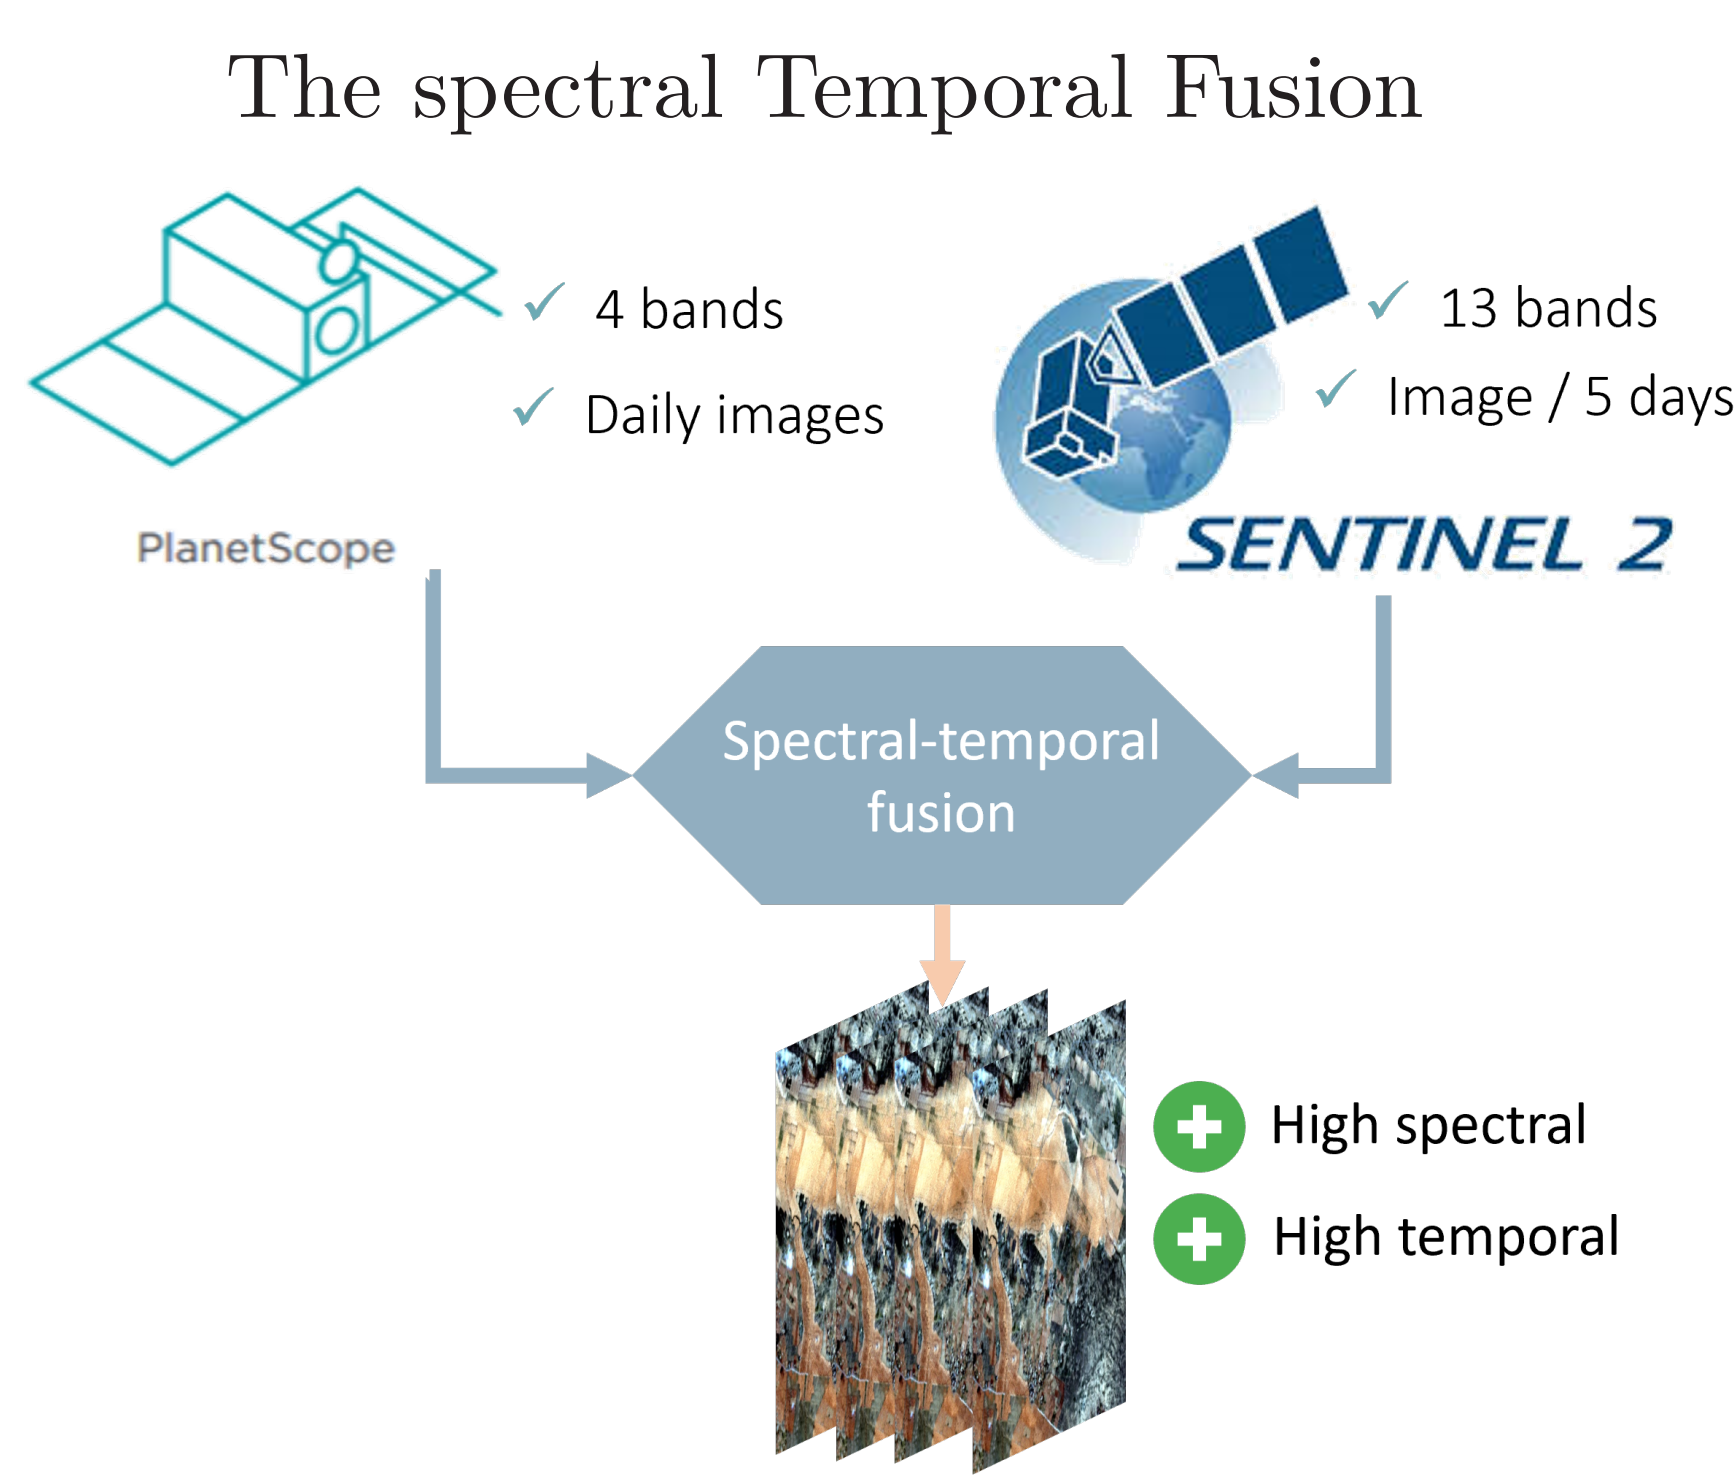 The spectral Temporal Fusion
4 bands
Daily images
PlanetScope
13 bands
Image / 5 days
SENTINEL 2
Spectral-temporal
fusion
High spectral
High temporal